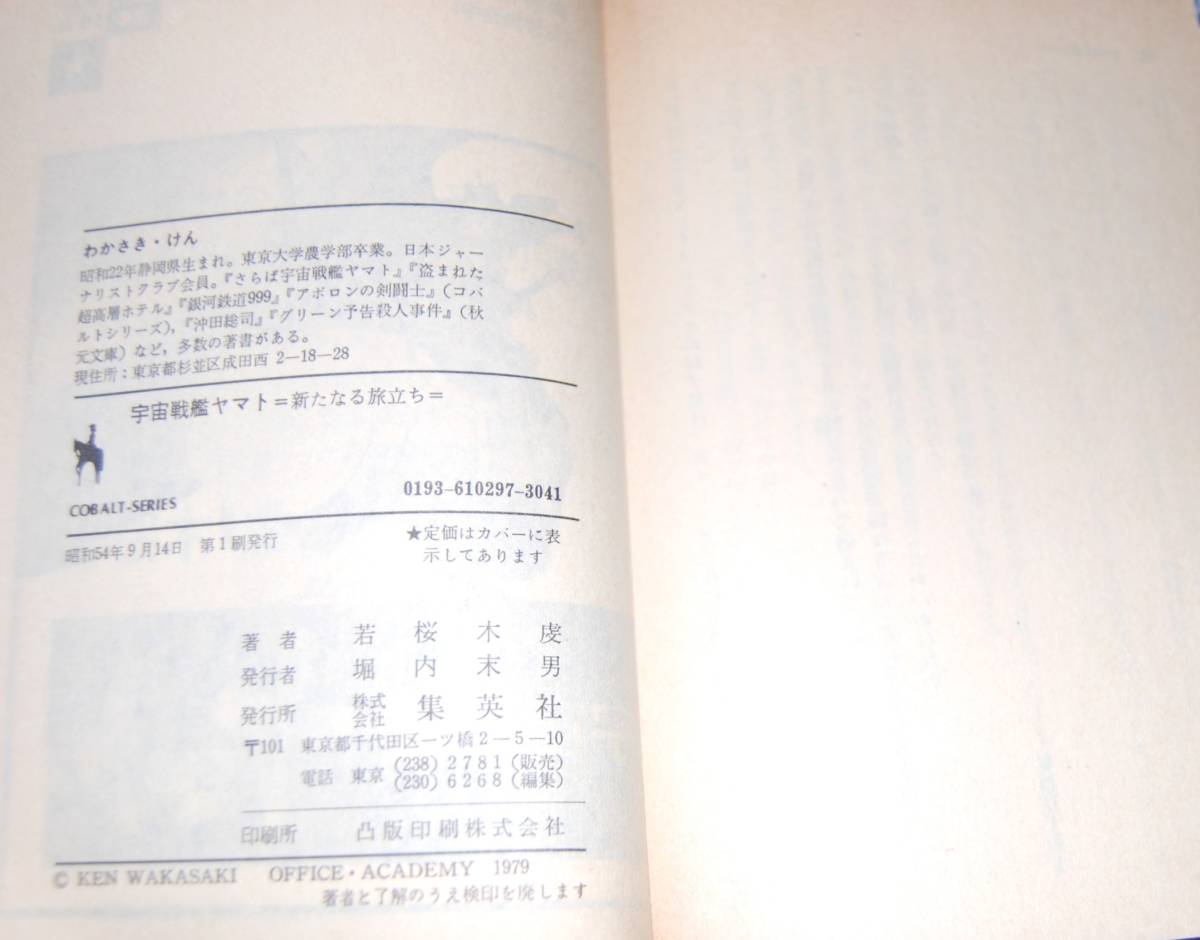 わかさき・けん
昭和22年静岡県生まれ。東京大学農学部卒業。日本ジャー
ナリストクラブ会員。『さらば宇宙戦艦ヤマト』『盗まれた
超高層ホテル』『銀河鉄道999』『アポロンの剣闘士』(コバ
ルトシリーズ),『沖田総司』『グリーン予告殺人事件』(秋
元文庫)など,多数の著書がある。
現住所:東京都杉並区成田西 2—18—28
宇宙戦艦ヤマト=新たなる旅立ち=
COBALT-SERIES
0193-610297-3041
昭和54年9月14日 第1刷発行
★定価はカバーに表
示してあります
著者 若桜木虔
発行者 堀内末男
発行所 株式会社 集英社
〒101 東京都千代田区一ツ橋2—5—10
電話 東京 (238)2781(販売)
(230)6268(編集)
印刷所 凸版印刷株式会社
© KEN WAKASAKI OFFICE・ACADEMY 1979
著者と了解のうえ検印を廃します